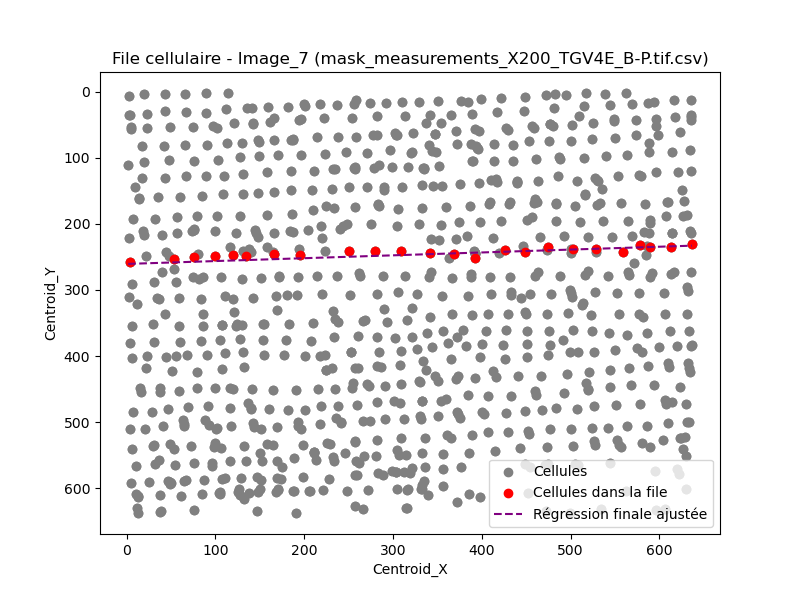 File cellulaire - Image_7 (mask_measurements_X200_TGV4E_B-P.tif.csv)
0
100
200
300
400
500
600
Centroid_Y
Cellules
Cellules dans la file
Régression finale ajustée
0 100 200 300 400 500 600
Centroid_X